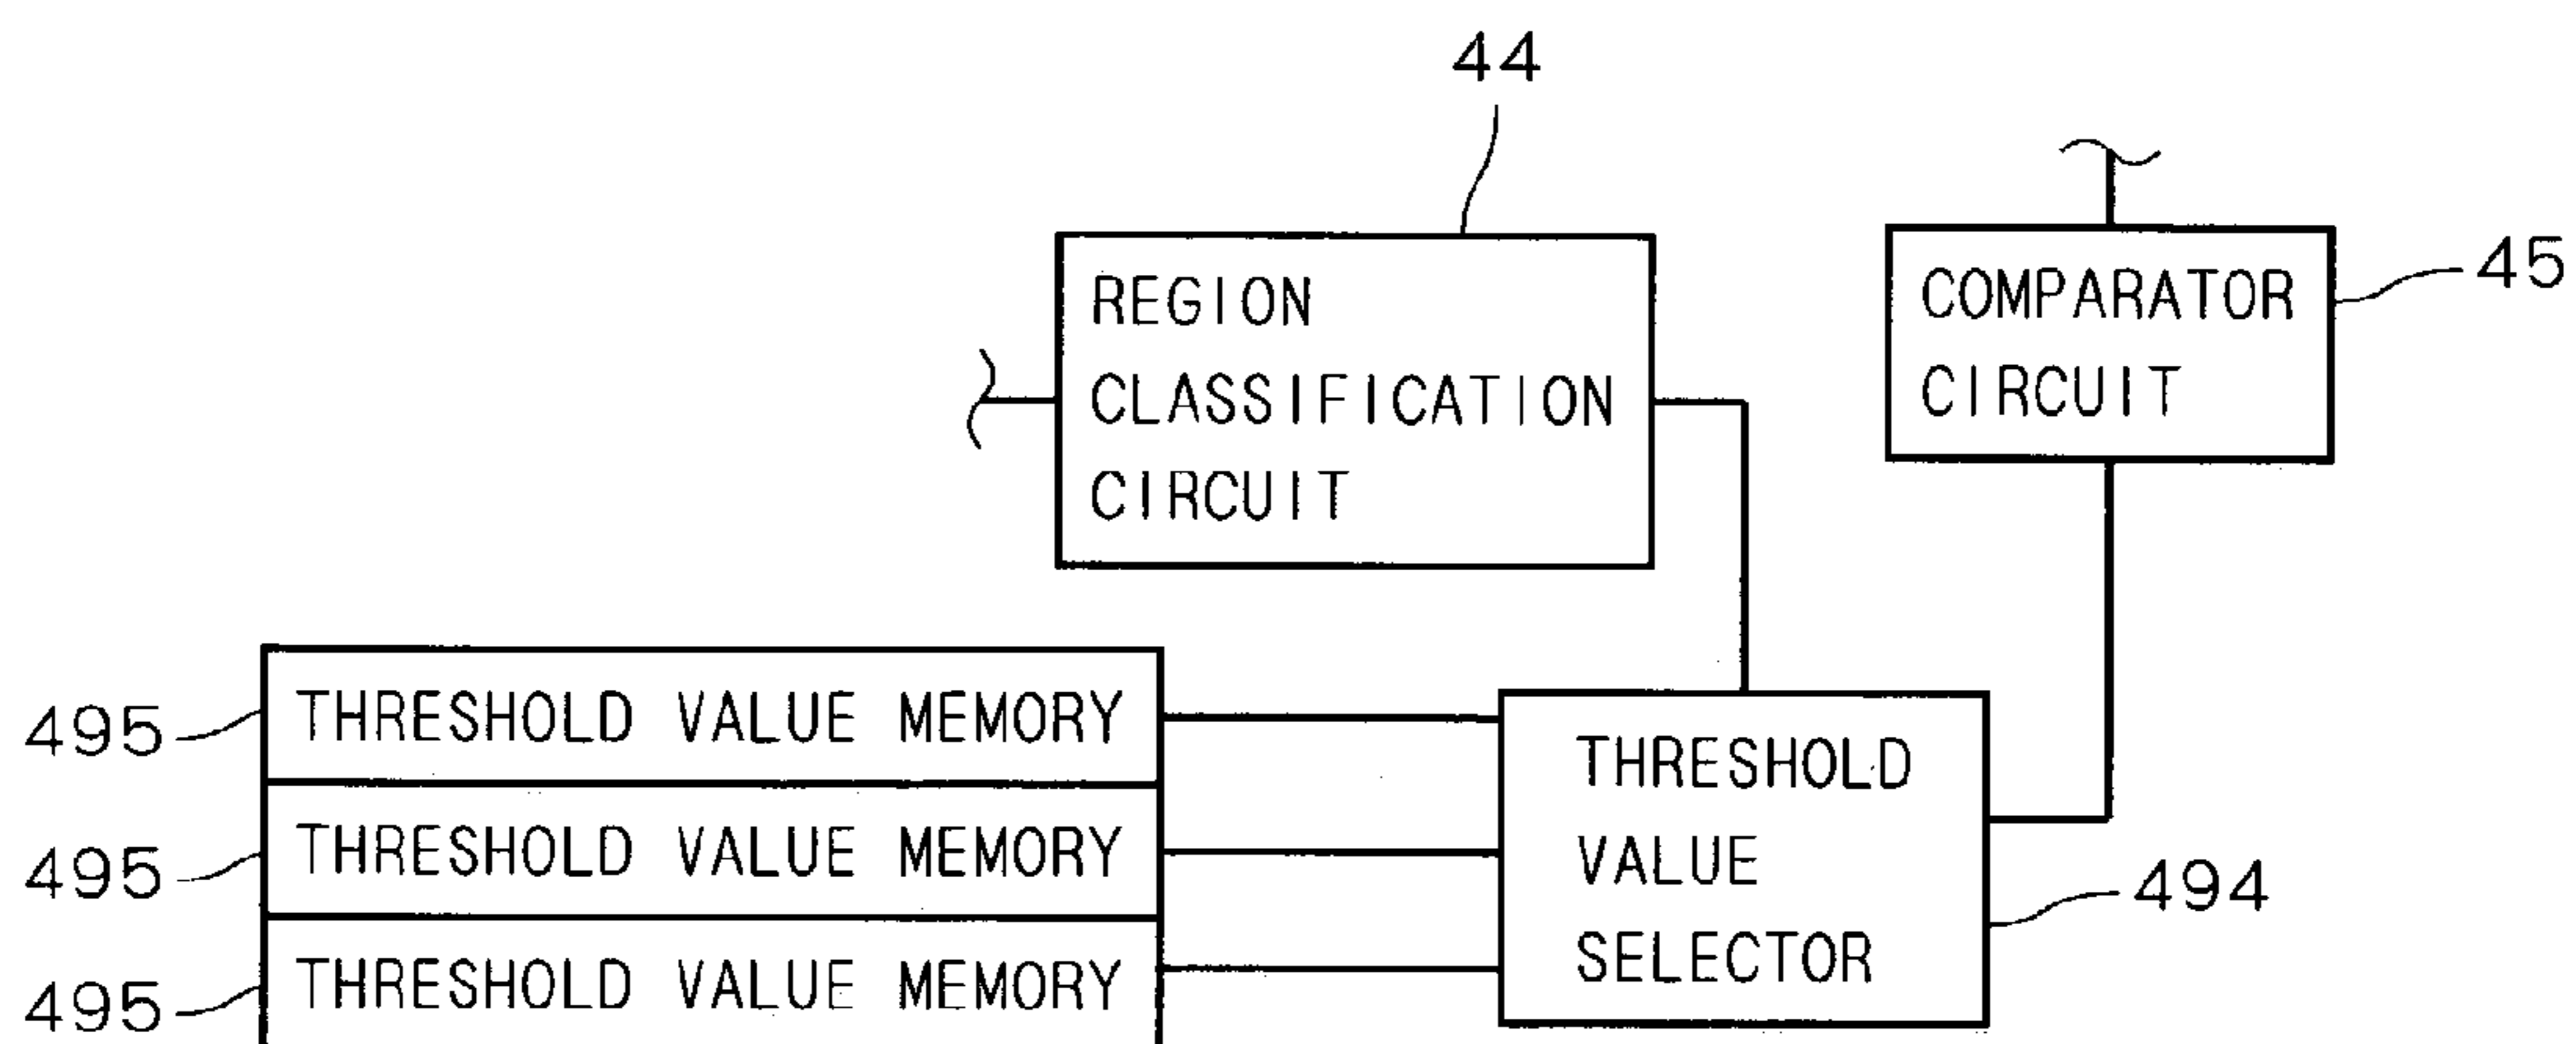 44
REGION
CLASSIFICATION
CIRCUIT
COMPARATOR
CIRCUIT
45
495
THRESHOLD VALUE MEMORY
495
THRESHOLD VALUE MEMORY
495
THRESHOLD VALUE MEMORY
THRESHOLD
VALUE
SELECTOR
494